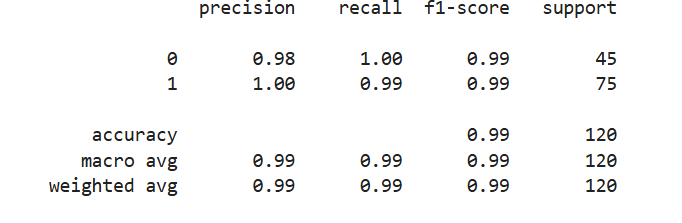 precision recall f1-score support
0 0.98 1.00 0.99 45
1 1.00 0.99 0.99 75
accuracy 0.99 120
macro avg 0.99 0.99 0.99 120
weighted avg 0.99 0.99 0.99 120